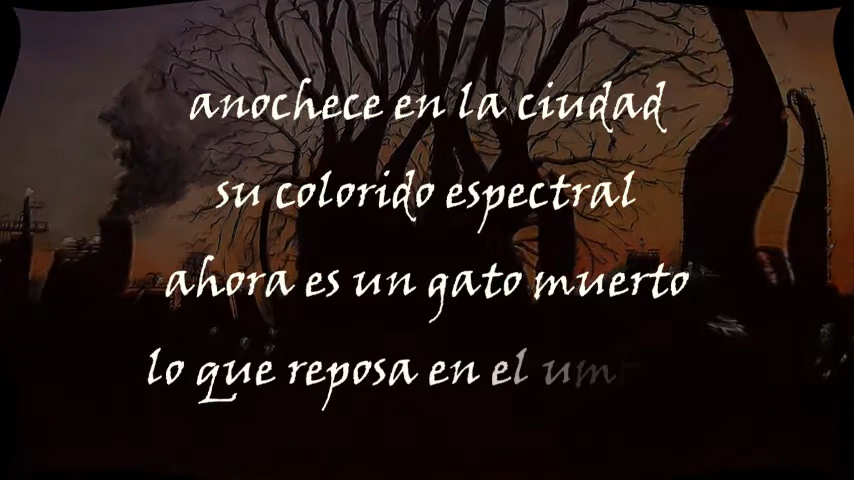 anochece en la ciudad
su colorido espectral
ahora es un gato muerto
lo que reposa en el